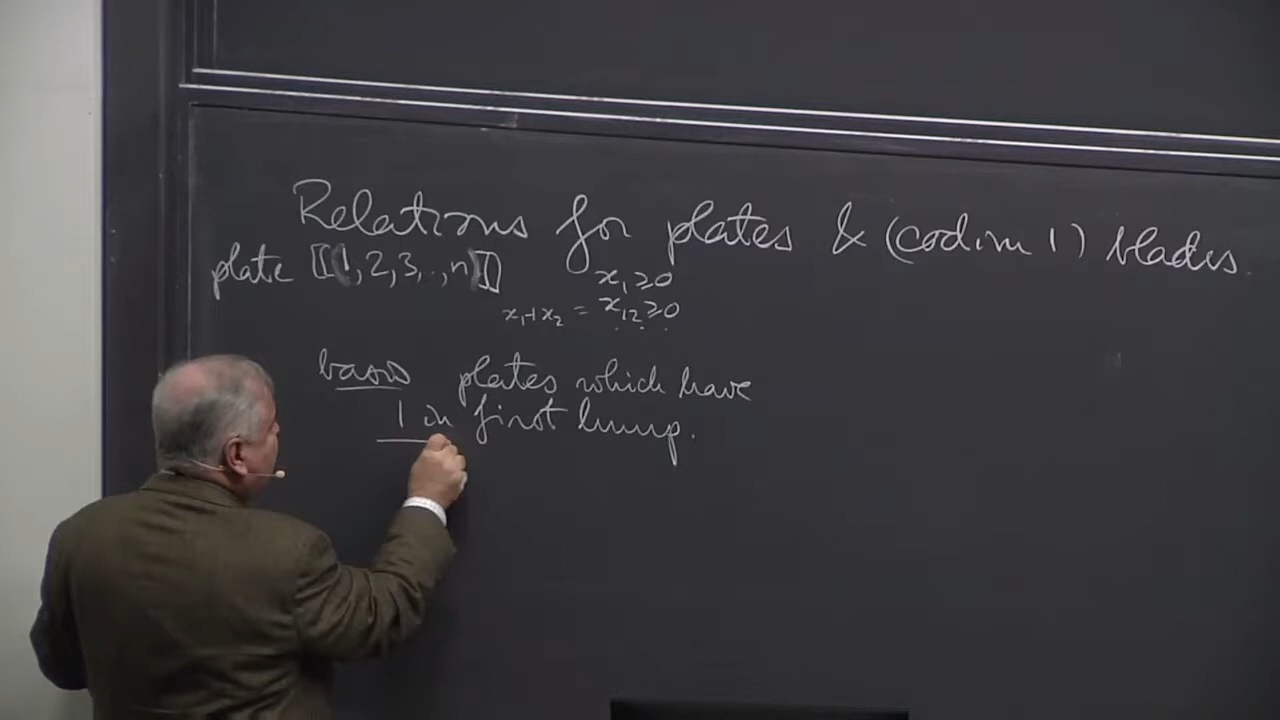 Relations for plates & (codim 1) blades.
plate [[1,2,3,..,n]] x₁≥0
x₁+x₂ = x₁₂≥0
basis plates which have
1 in first lump.